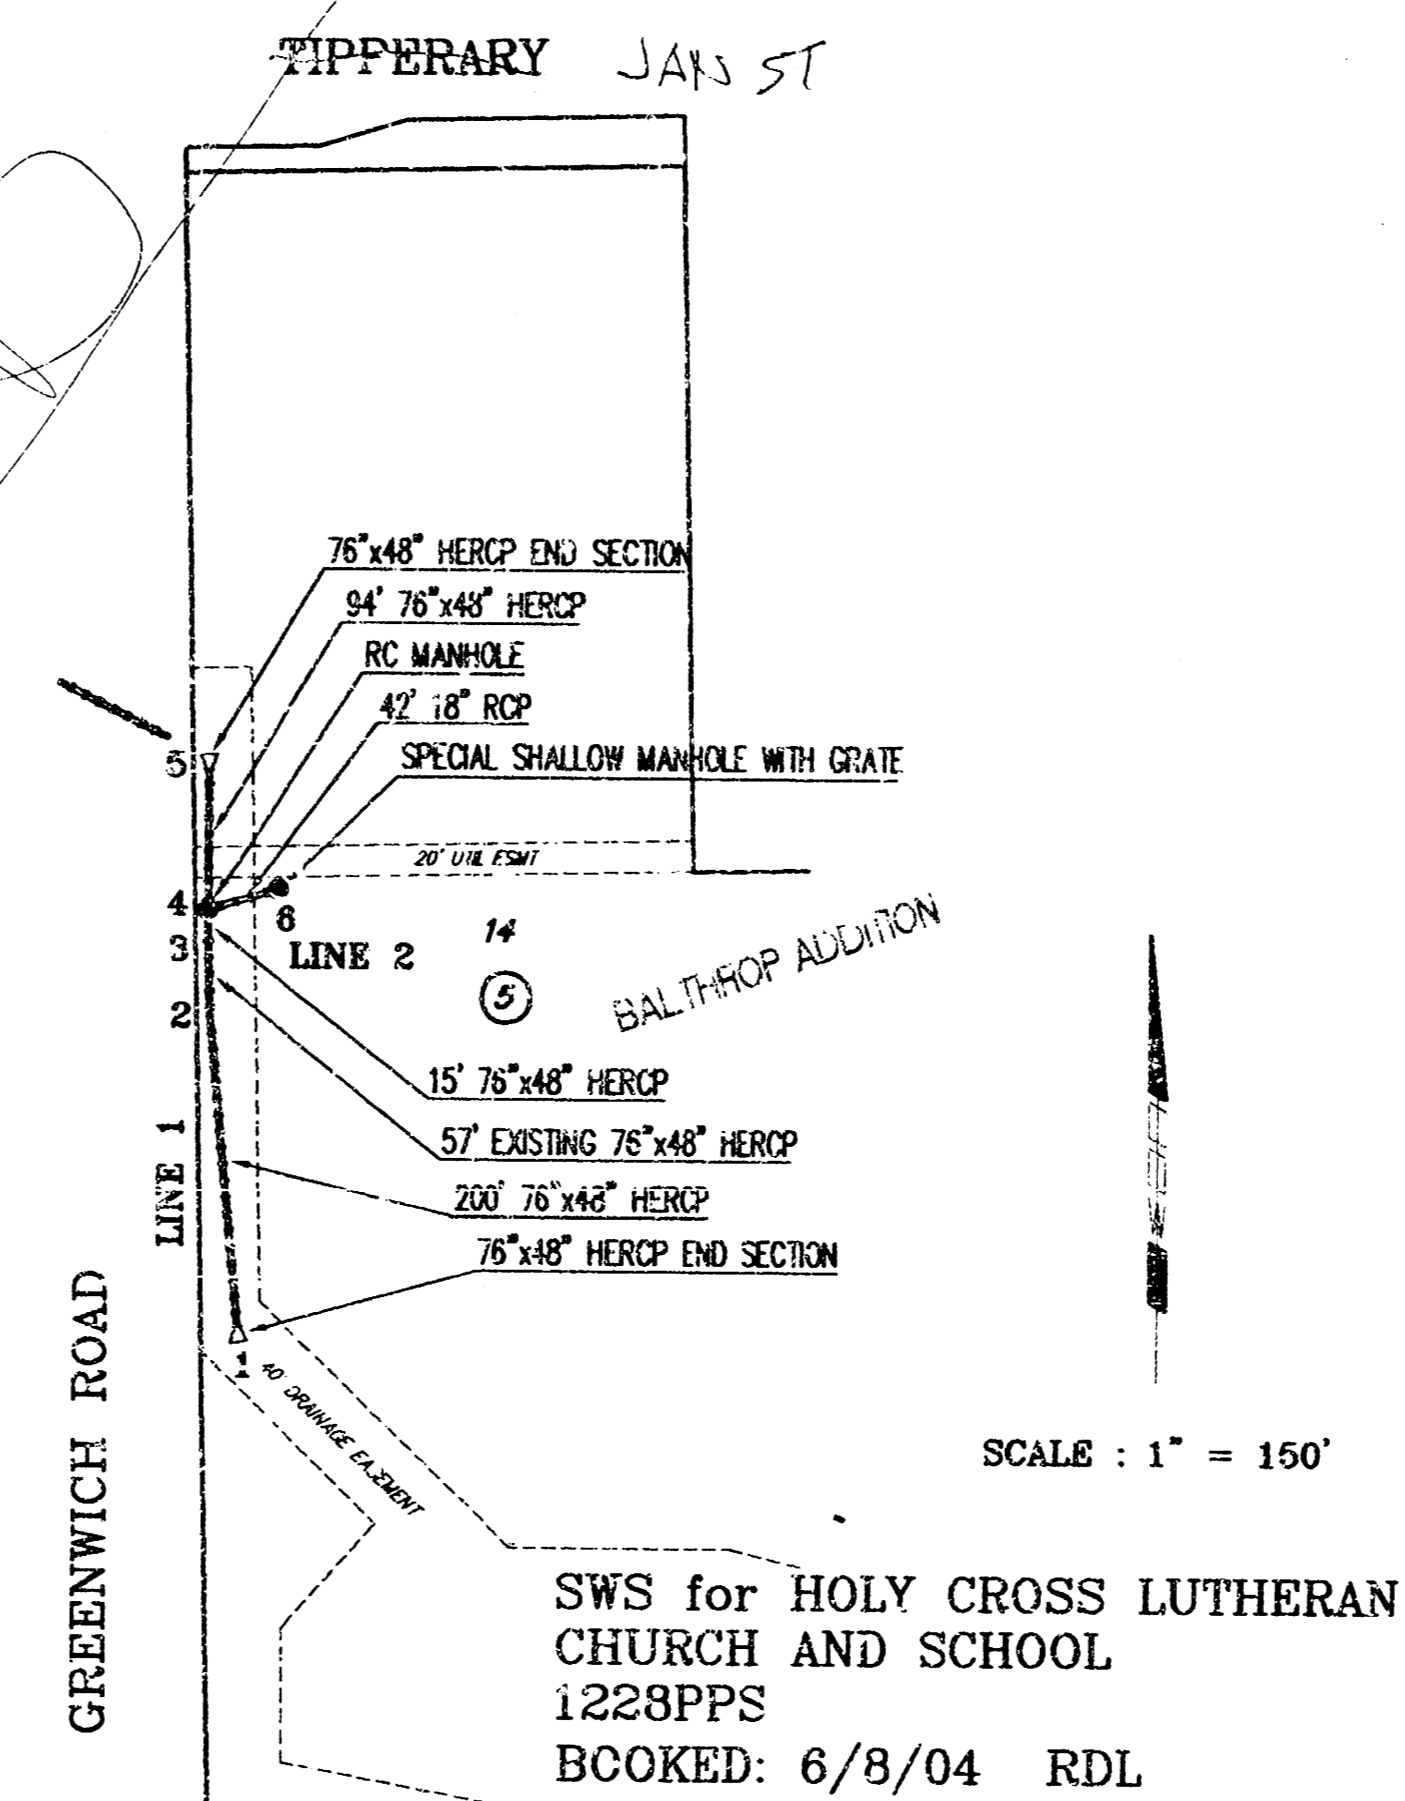 TIPPERARY JAN ST
76"x48" HERCP END SECTION
94' 76"x48" HERCP
RC MANHOLE
42' 18" RCP
SPECIAL SHALLOW MANHOLE WITH GRATE
5
20' UTIL ESMT
4
6
3
LINE 2
14
5
2
BALTHROP ADDITION
15' 76"x48" HERCP
57' EXISTING 76"x48" HERCP
LINE 1
200' 76"x48" HERCP
76"x48" HERCP END SECTION
1
40' DRAINAGE EASEMENT
GREENWICH ROAD
SCALE : 1" = 150'
SWS for HOLY CROSS LUTHERAN
CHURCH AND SCHOOL
1228PPS
BOOKED: 6/8/04 RDL